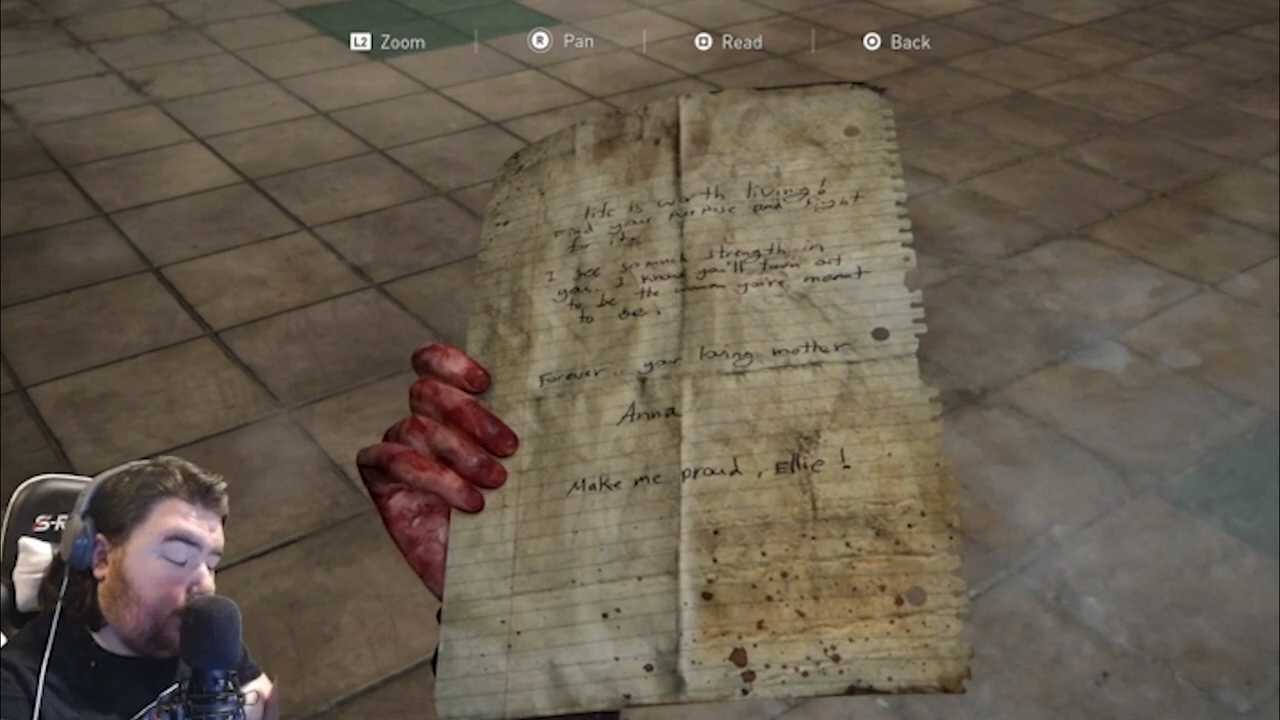 L2 Zoom | R Pan | Read | Back
life is worth living!
Find your purpose and fight
for it.
I see so much strength in
you. I know you'll turn out
to be the woman you're meant
to be.
Forever.. your loving mother
Anna
Make me proud, Ellie!
S-R